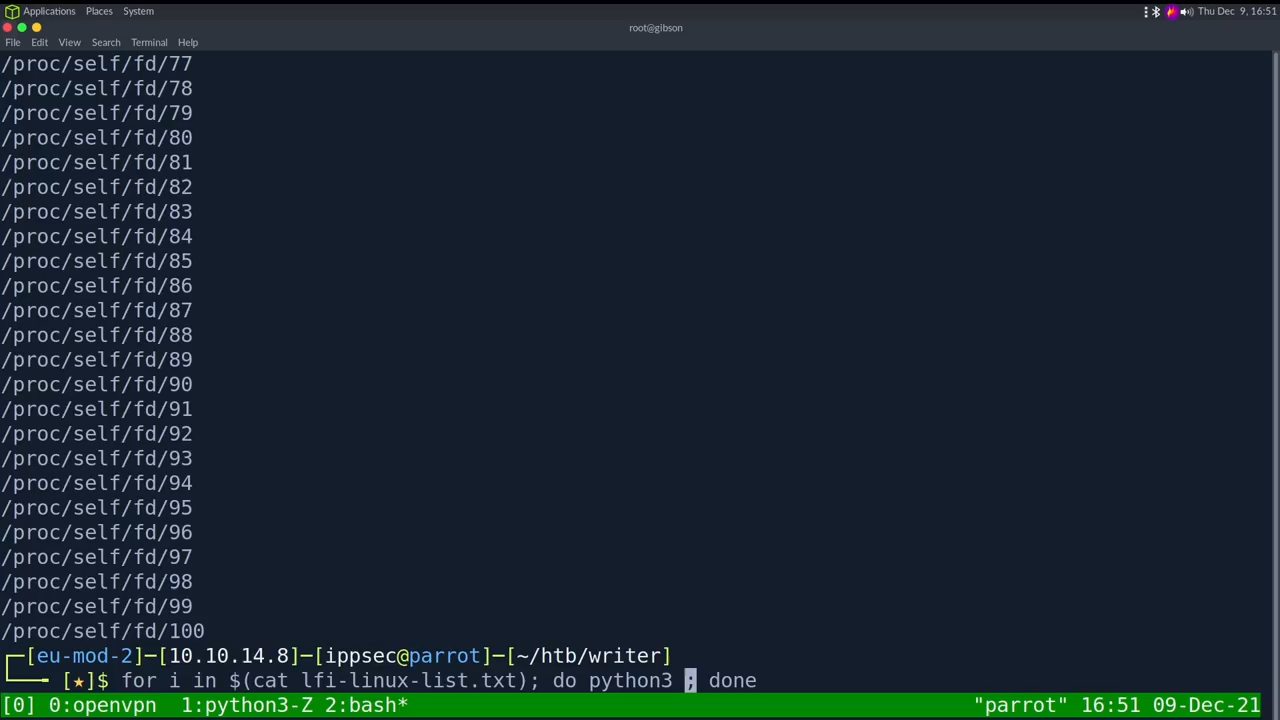 Applications Places System Thu Dec 9, 16:51
root@gibson
File Edit View Search Terminal Help
/proc/self/fd/77
/proc/self/fd/78
/proc/self/fd/79
/proc/self/fd/80
/proc/self/fd/81
/proc/self/fd/82
/proc/self/fd/83
/proc/self/fd/84
/proc/self/fd/85
/proc/self/fd/86
/proc/self/fd/87
/proc/self/fd/88
/proc/self/fd/89
/proc/self/fd/90
/proc/self/fd/91
/proc/self/fd/92
/proc/self/fd/93
/proc/self/fd/94
/proc/self/fd/95
/proc/self/fd/96
/proc/self/fd/97
/proc/self/fd/98
/proc/self/fd/99
/proc/self/fd/100
┌─[eu-mod-2]─[10.10.14.8]─[ippsec@parrot]─[~/htb/writer]
└──╼ [★]$ for i in $(cat lfi-linux-list.txt); do python3 ; done
[0] 0:openvpn 1:python3-Z 2:bash* "parrot" 16:51 09-Dec-21